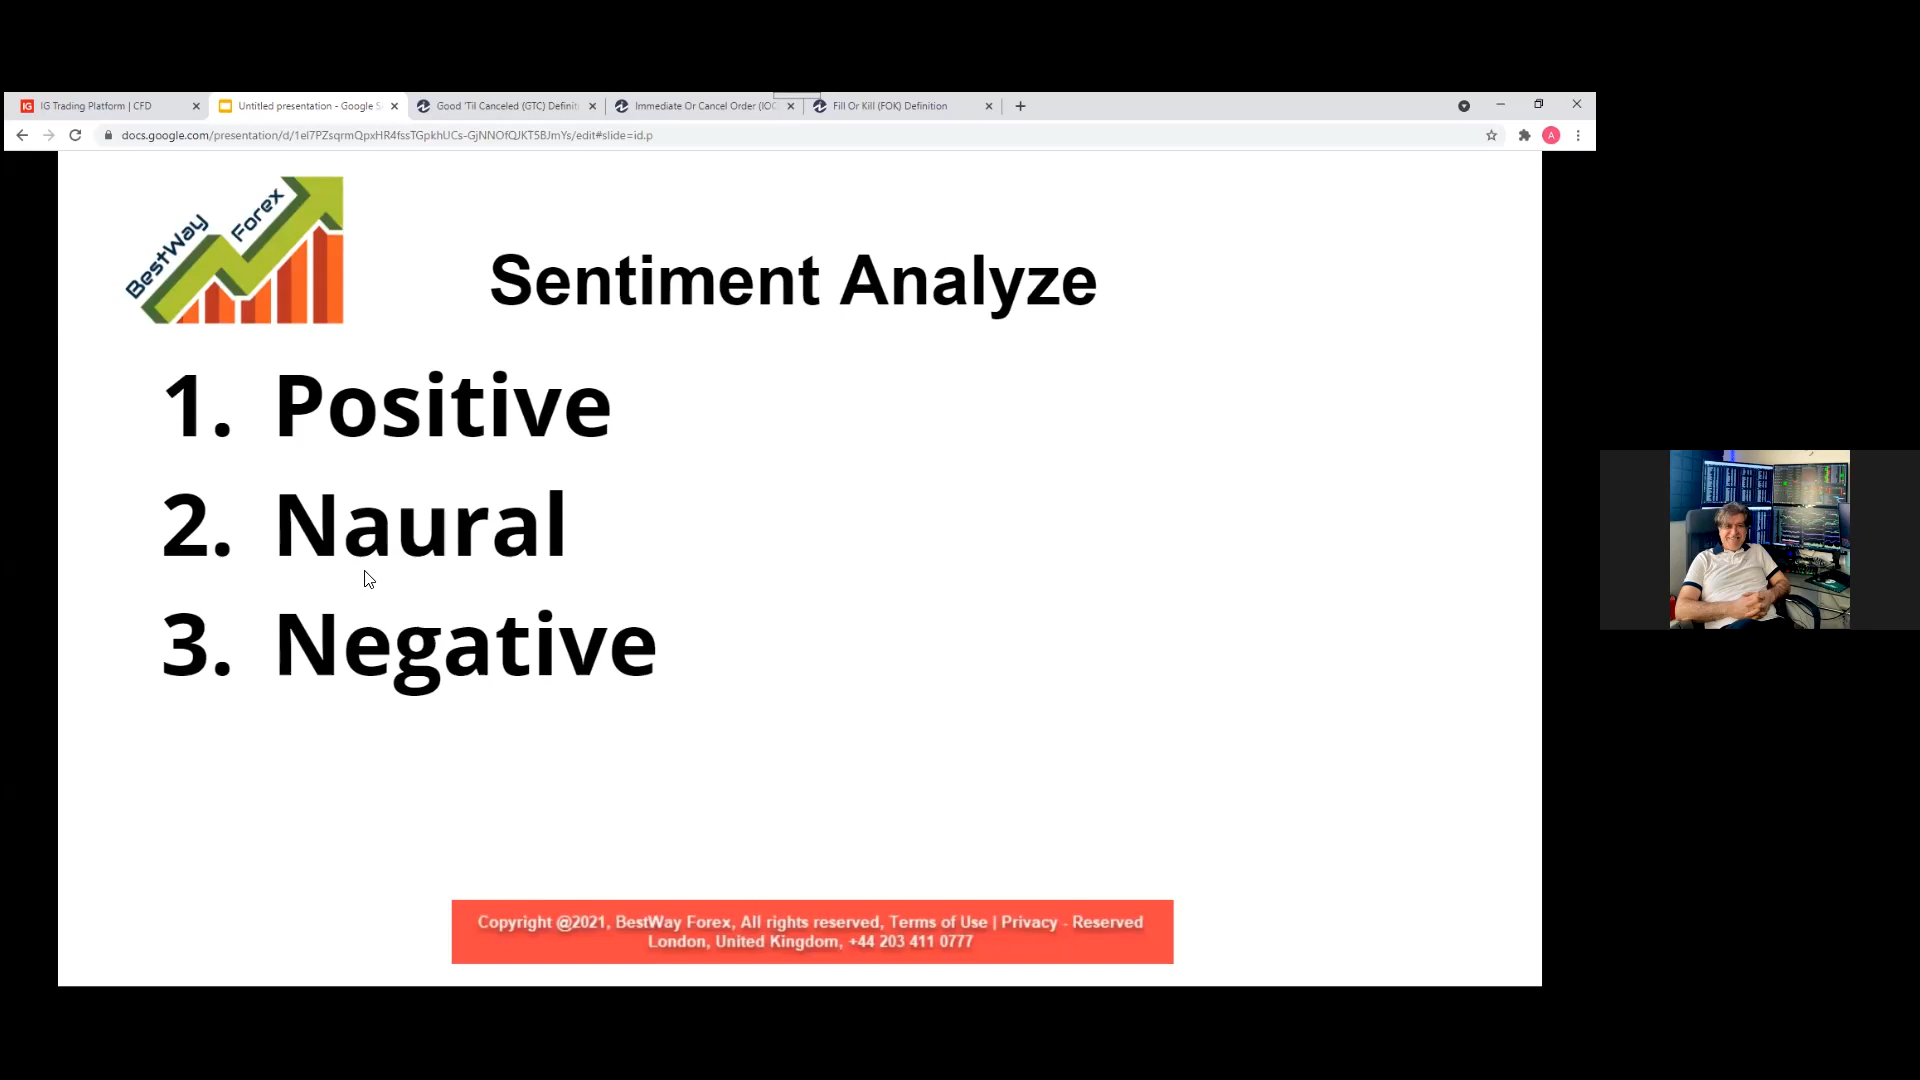 IG Trading Platform | CFD
Untitled presentation - Google S
Good 'Til Canceled (GTC) Definiti
Immediate Or Cancel Order (IOC
Fill Or Kill (FOK) Definition
docs.google.com/presentation/d/1el7PZsqrmQpxHR4fssTGpkhUCs-GjNNOfQJKT5BJmYs/edit#slide=id.p
A
BestWay Forex
Sentiment Analyze
1. Positive
2. Naural
3. Negative
Copyright @2021, BestWay Forex, All rights reserved, Terms of Use | Privacy - Reserved
London, United Kingdom, +44 203 411 0777